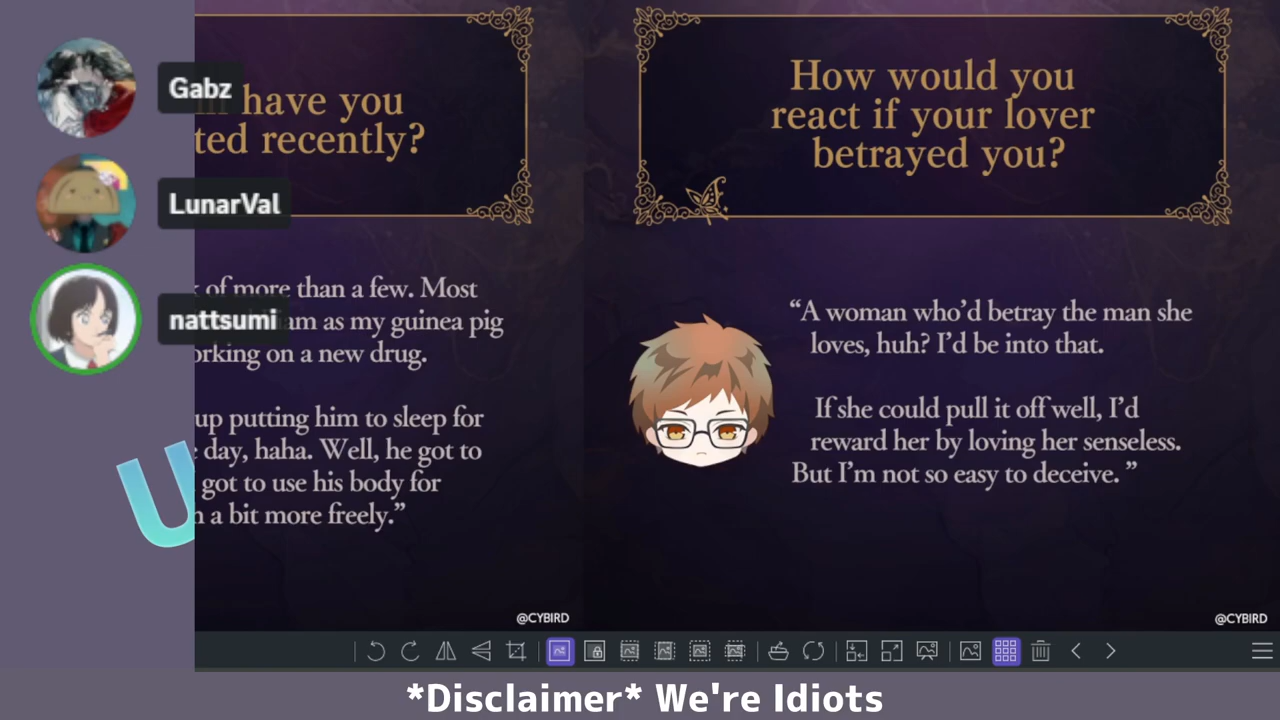 Gabz
LunarVal
nattsumi
have you
ted recently?
of more than a few. Most
am as my guinea pig
orking on a new drug.
up putting him to sleep for
day, haha. Well, he got to
got to use his body for
a bit more freely.”
@CYBIRD
How would you
react if your lover
betrayed you?
“A woman who’d betray the man she
loves, huh? I’d be into that.
If she could pull it off well, I’d
reward her by loving her senseless.
But I’m not so easy to deceive. ”
@CYBIRD
U
*Disclaimer* We're Idiots